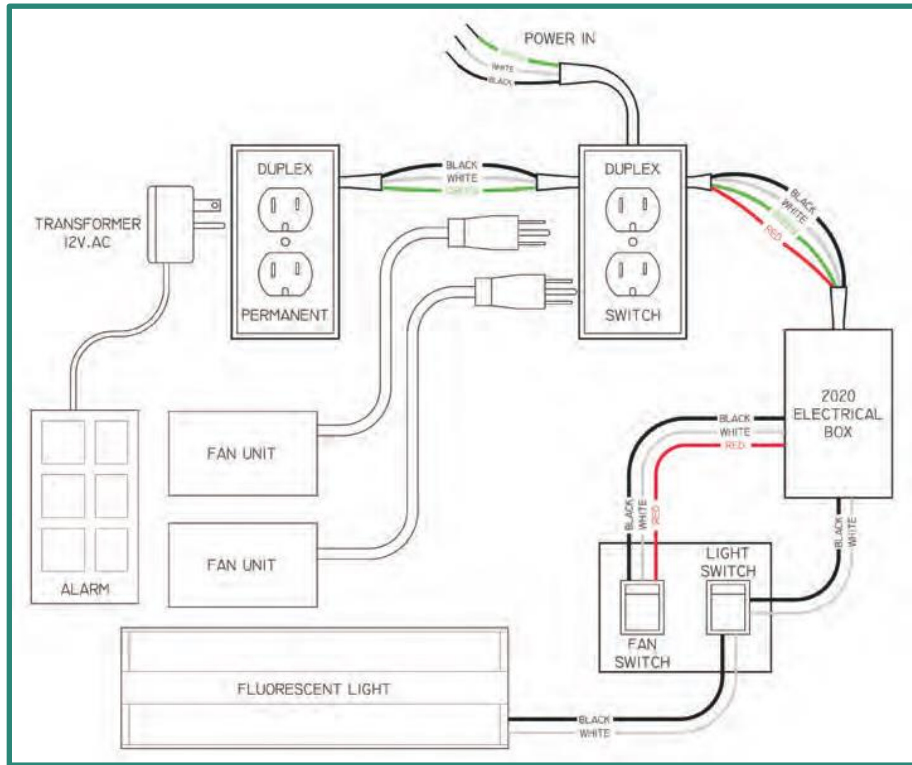 POWER IN
GREEN
WHITE
BLACK
DUPLEX
PERMANENT
BLACK
WHITE
GREEN
DUPLEX
SWITCH
BLACK
WHITE
GREEN
RED
TRANSFORMER
12V.AC
2020
ELECTRICAL
BOX
BLACK
WHITE
RED
BLACK
WHITE
RED
BLACK
WHITE
ALARM
FAN UNIT
FAN UNIT
LIGHT
SWITCH
FAN
SWITCH
FLUORESCENT LIGHT
BLACK
WHITE